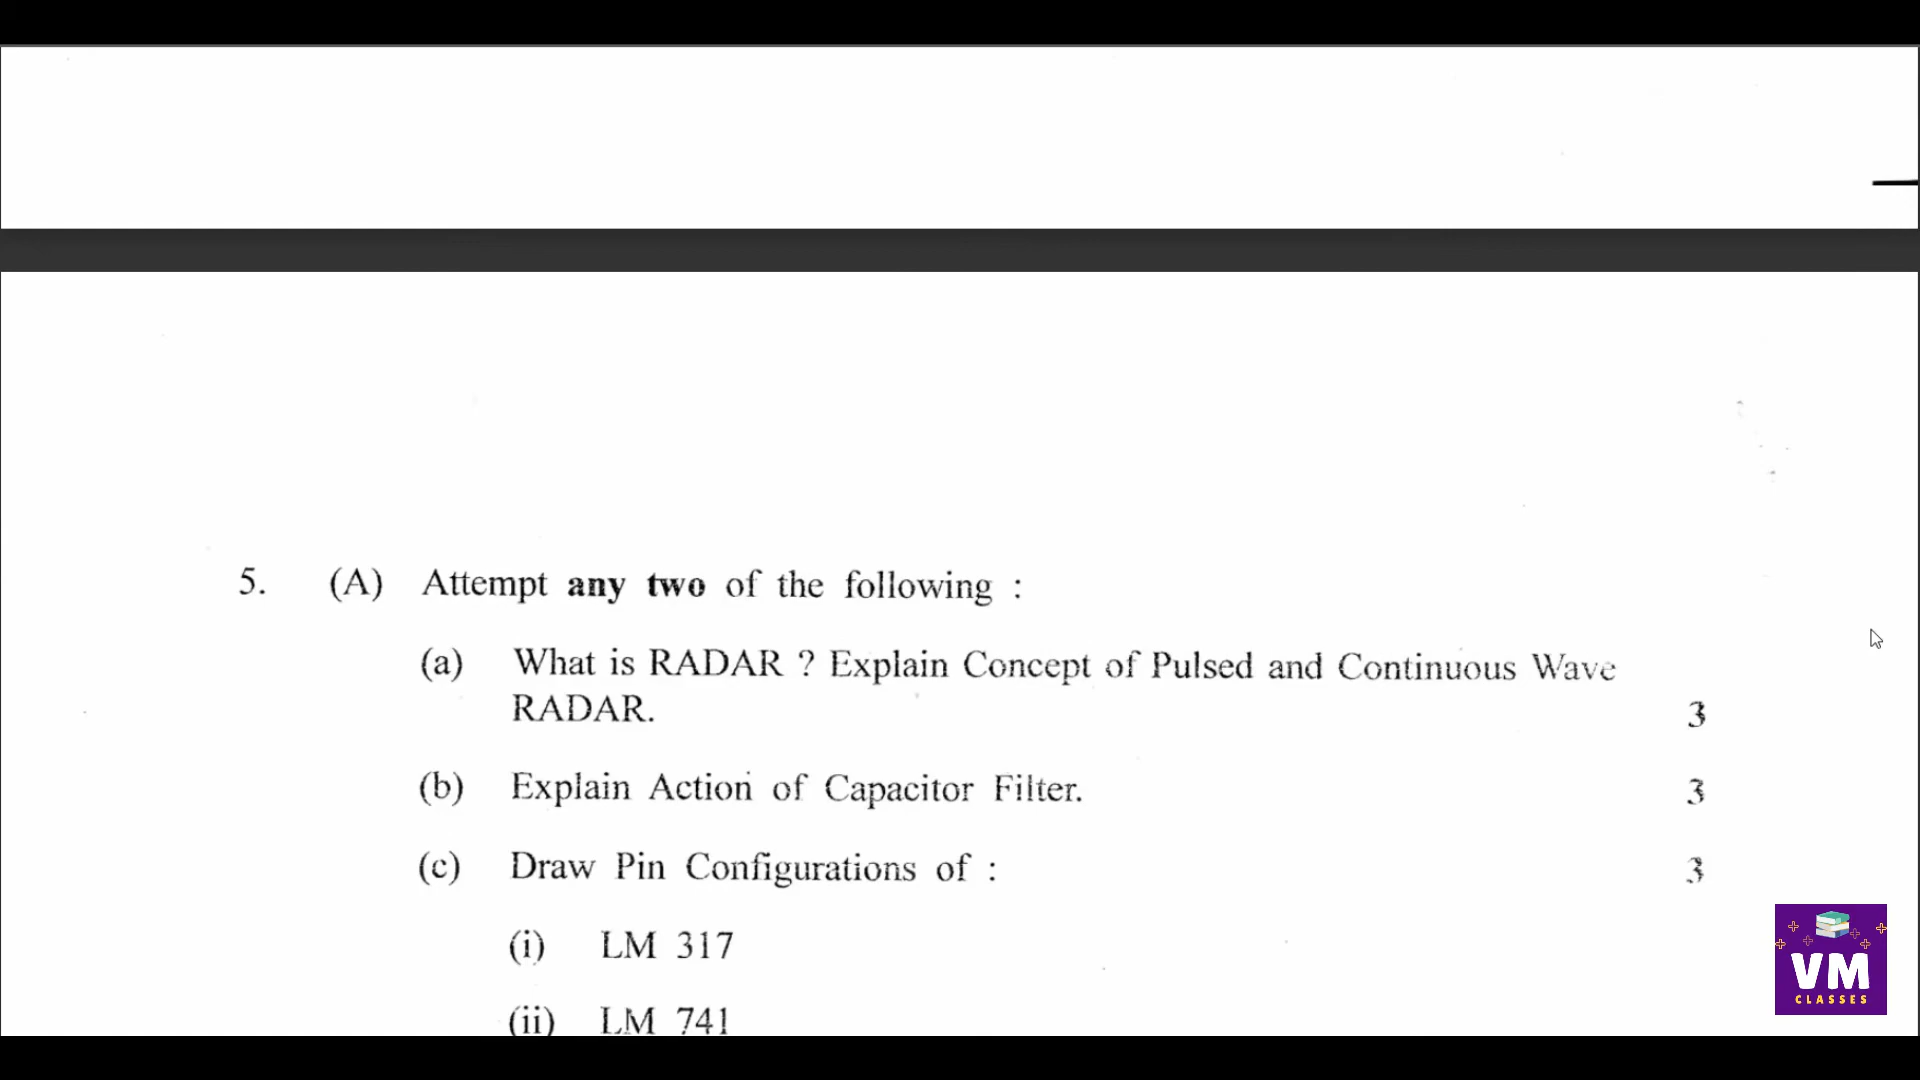 5. (A) Attempt any two of the following :
(a) What is RADAR ? Explain Concept of Pulsed and Continuous Wave
RADAR. 3
(b) Explain Action of Capacitor Filter. 3
(c) Draw Pin Configurations of : 3
(i) LM 317
(ii) LM 741
VM
CLASSES